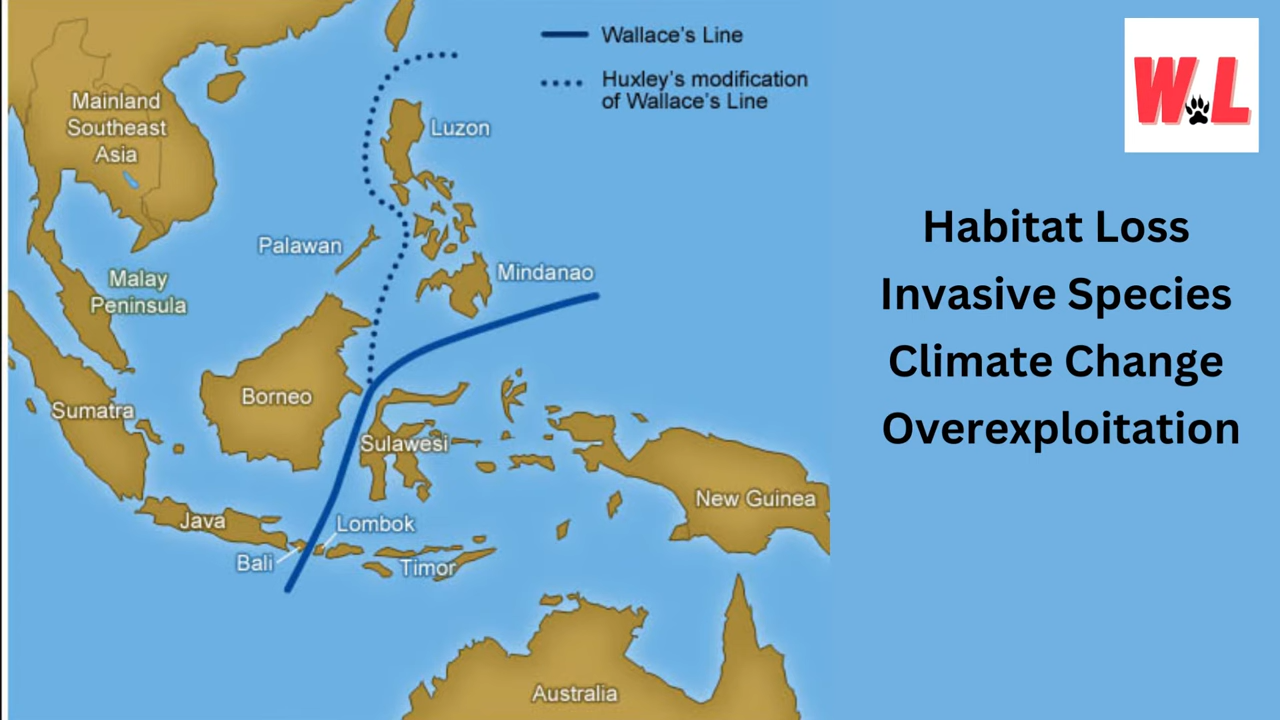 Wallace's Line
Huxley's modification
of Wallace's Line
Mainland
Southeast
Asia
Luzon
Palawan
Mindanao
Malay
Peninsula
Borneo
Sumatra
Sulawesi
New Guinea
Java
Lombok
Bali
Timor
Australia
WL
Habitat Loss
Invasive Species
Climate Change
Overexploitation